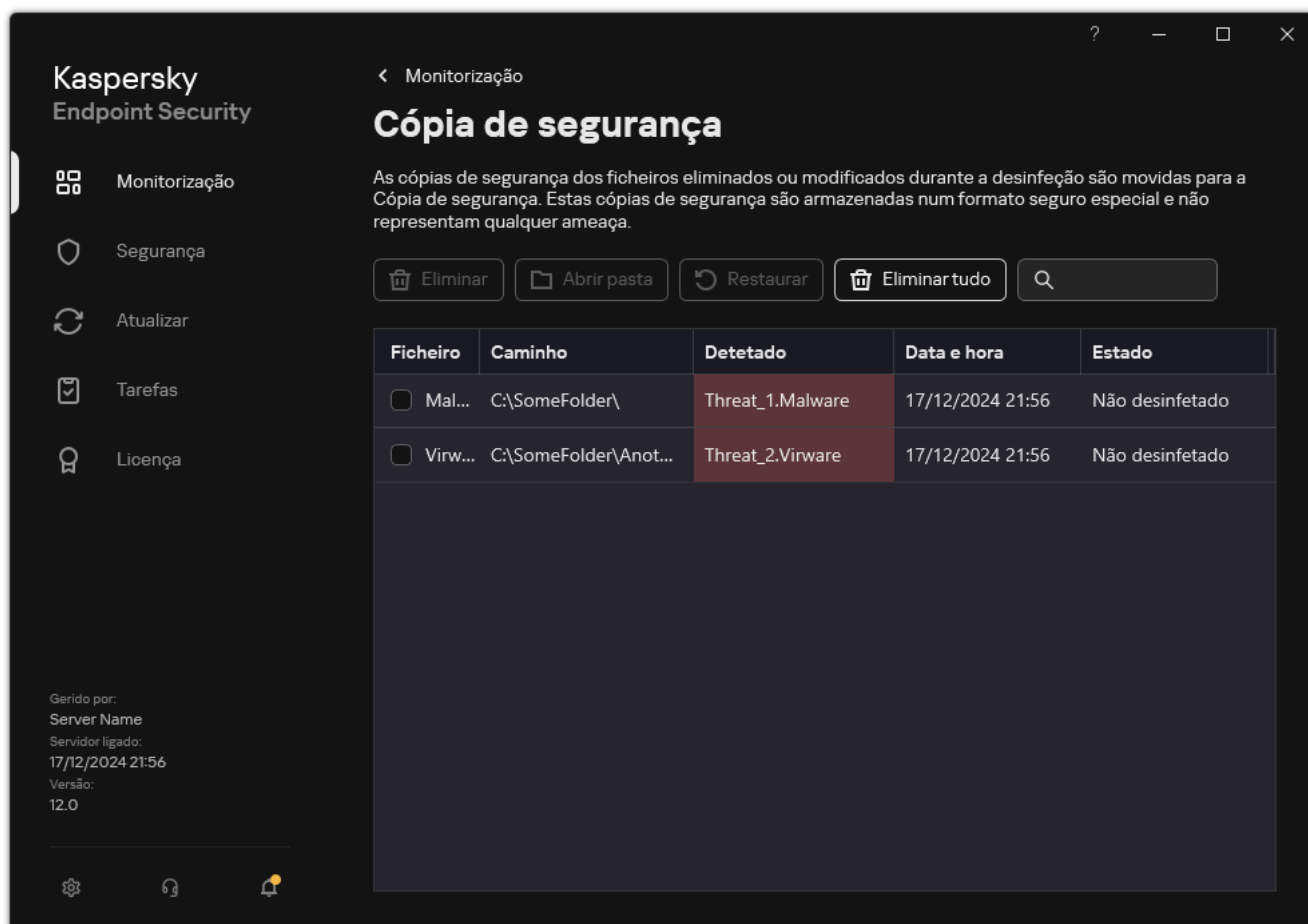 ?
Kaspersky
Endpoint Security
Monitorização
Segurança
Atualizar
Tarefas
Licença
Gerido por:
Server Name
Servidor ligado:
17/12/2024 21:56
Versão:
12.0
Monitorização
Cópia de segurança
As cópias de segurança dos ficheiros eliminados ou modificados durante a desinfeção são movidas para a
Cópia de segurança. Estas cópias de segurança são armazenadas num formato seguro especial e não
representam qualquer ameaça.
Eliminar Abrir pasta Restaurar Eliminar tudo
Ficheiro Caminho Detetado Data e hora Estado
Mal... C:\SomeFolder\ Threat_1.Malware 17/12/2024 21:56 Não desinfetado
Virw... C:\SomeFolder\Anot... Threat_2.Virware 17/12/2024 21:56 Não desinfetado